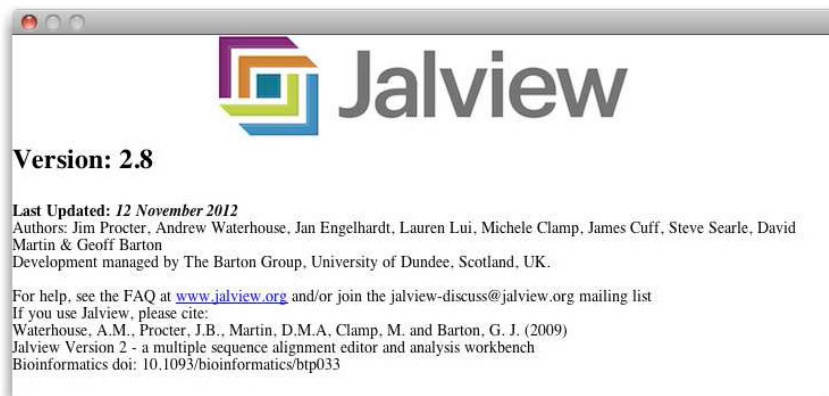 Jalview
Version: 2.8
Last Updated: 12 November 2012
Authors: Jim Procter, Andrew Waterhouse, Jan Engelhardt, Lauren Lui, Michele Clamp, James Cuff, Steve Searle, David
Martin & Geoff Barton
Development managed by The Barton Group, University of Dundee, Scotland, UK.
For help, see the FAQ at www.jalview.org and/or join the jalview-discuss@jalview.org mailing list
If you use Jalview, please cite:
Waterhouse, A.M., Procter, J.B., Martin, D.M.A, Clamp, M. and Barton, G. J. (2009)
Jalview Version 2 - a multiple sequence alignment editor and analysis workbench
Bioinformatics doi: 10.1093/bioinformatics/btp033